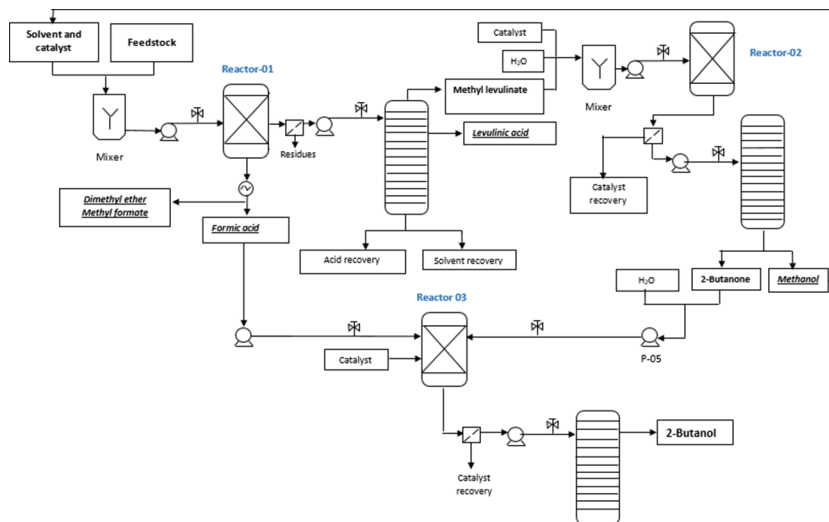 Solvent and
catalyst
Feedstock
Reactor-01
Mixer
Residues
Dimethyl ether
Methyl formate
Formic acid
Methyl levulinate
Levulinic acid
Acid recovery
Solvent recovery
Catalyst
H₂O
Mixer
Reactor-02
Catalyst
recovery
2-Butanone
Methanol
H₂O
P-05
Reactor 03
Catalyst
Catalyst
recovery
2-Butanol